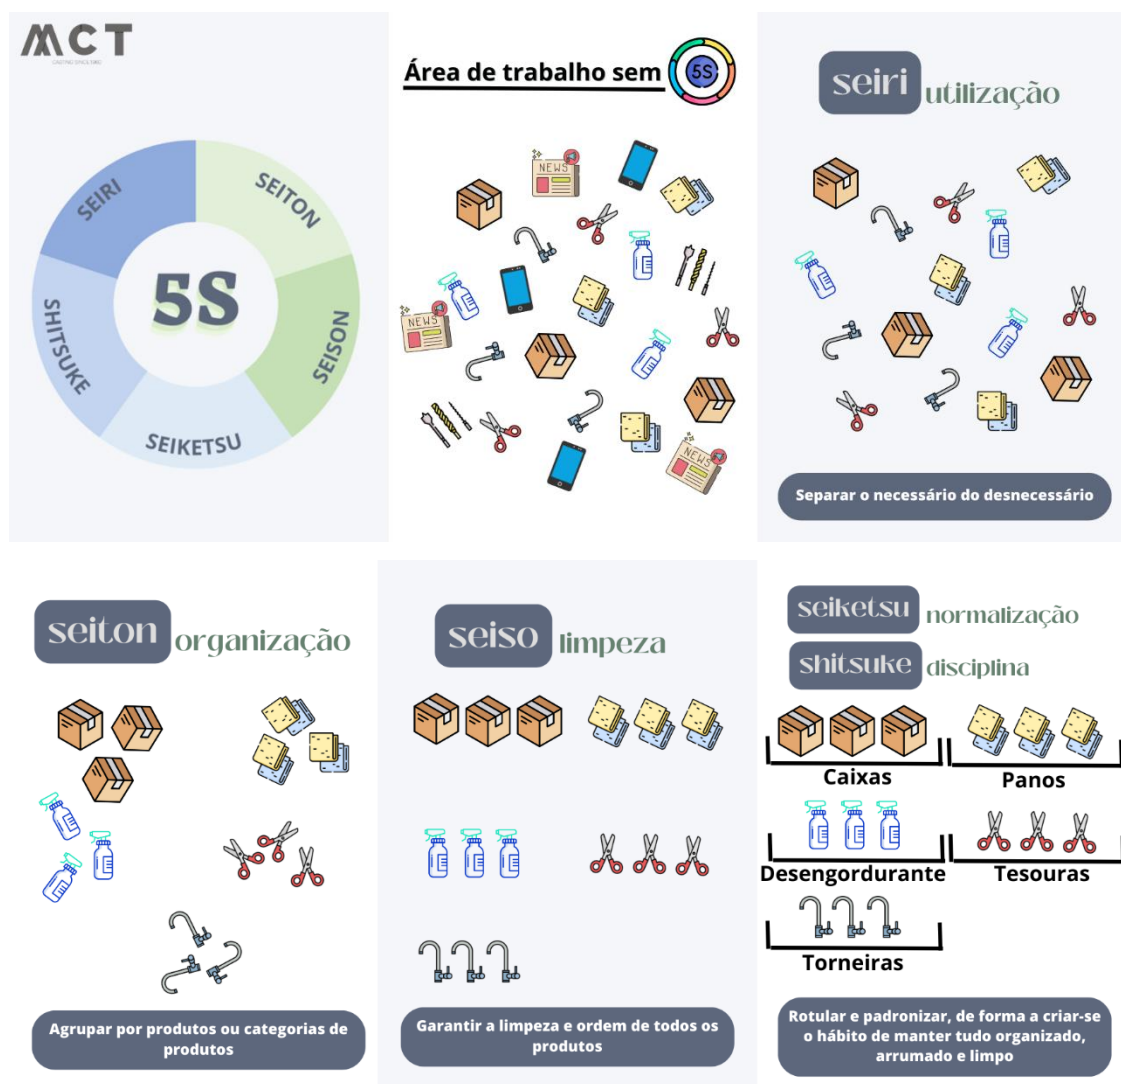 MCT
SEIRI
SEITON
5S
SHITSUKE
SEISON
SEIKETSU
Área de trabalho sem 5S
NEWS
NEWS
NEWS
seiri utilização
Separar o necessário do desnecessário
seiton organização
Agrupar por produtos ou categorias de
produtos
seiso limpeza
Garantir a limpeza e ordem de todos os
produtos
seiketsu normalização
shitsuke disciplina
Caixas
Panos
Desengordurante
Tesouras
Torneiras
Rotular e padronizar, de forma a criar-se
o hábito de manter tudo organizado,
arrumado e limpo